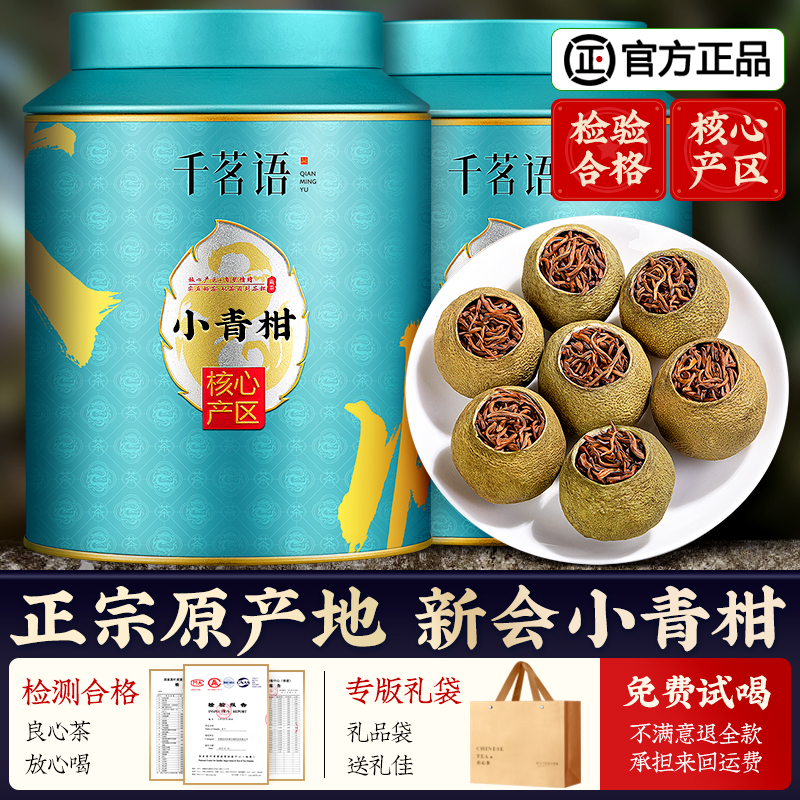 正 官方正品
检验
合格
核心
产区
千茗语
QIAN
MING
YU
千茗语
小青柑
核心
产区
正宗原产地 新会小青柑
检测合格
良心茶
放心喝
检验报告
专版礼袋
礼品袋
送礼佳
CHINESE
TEA
免费试喝
不满意退全款
承担来回运费